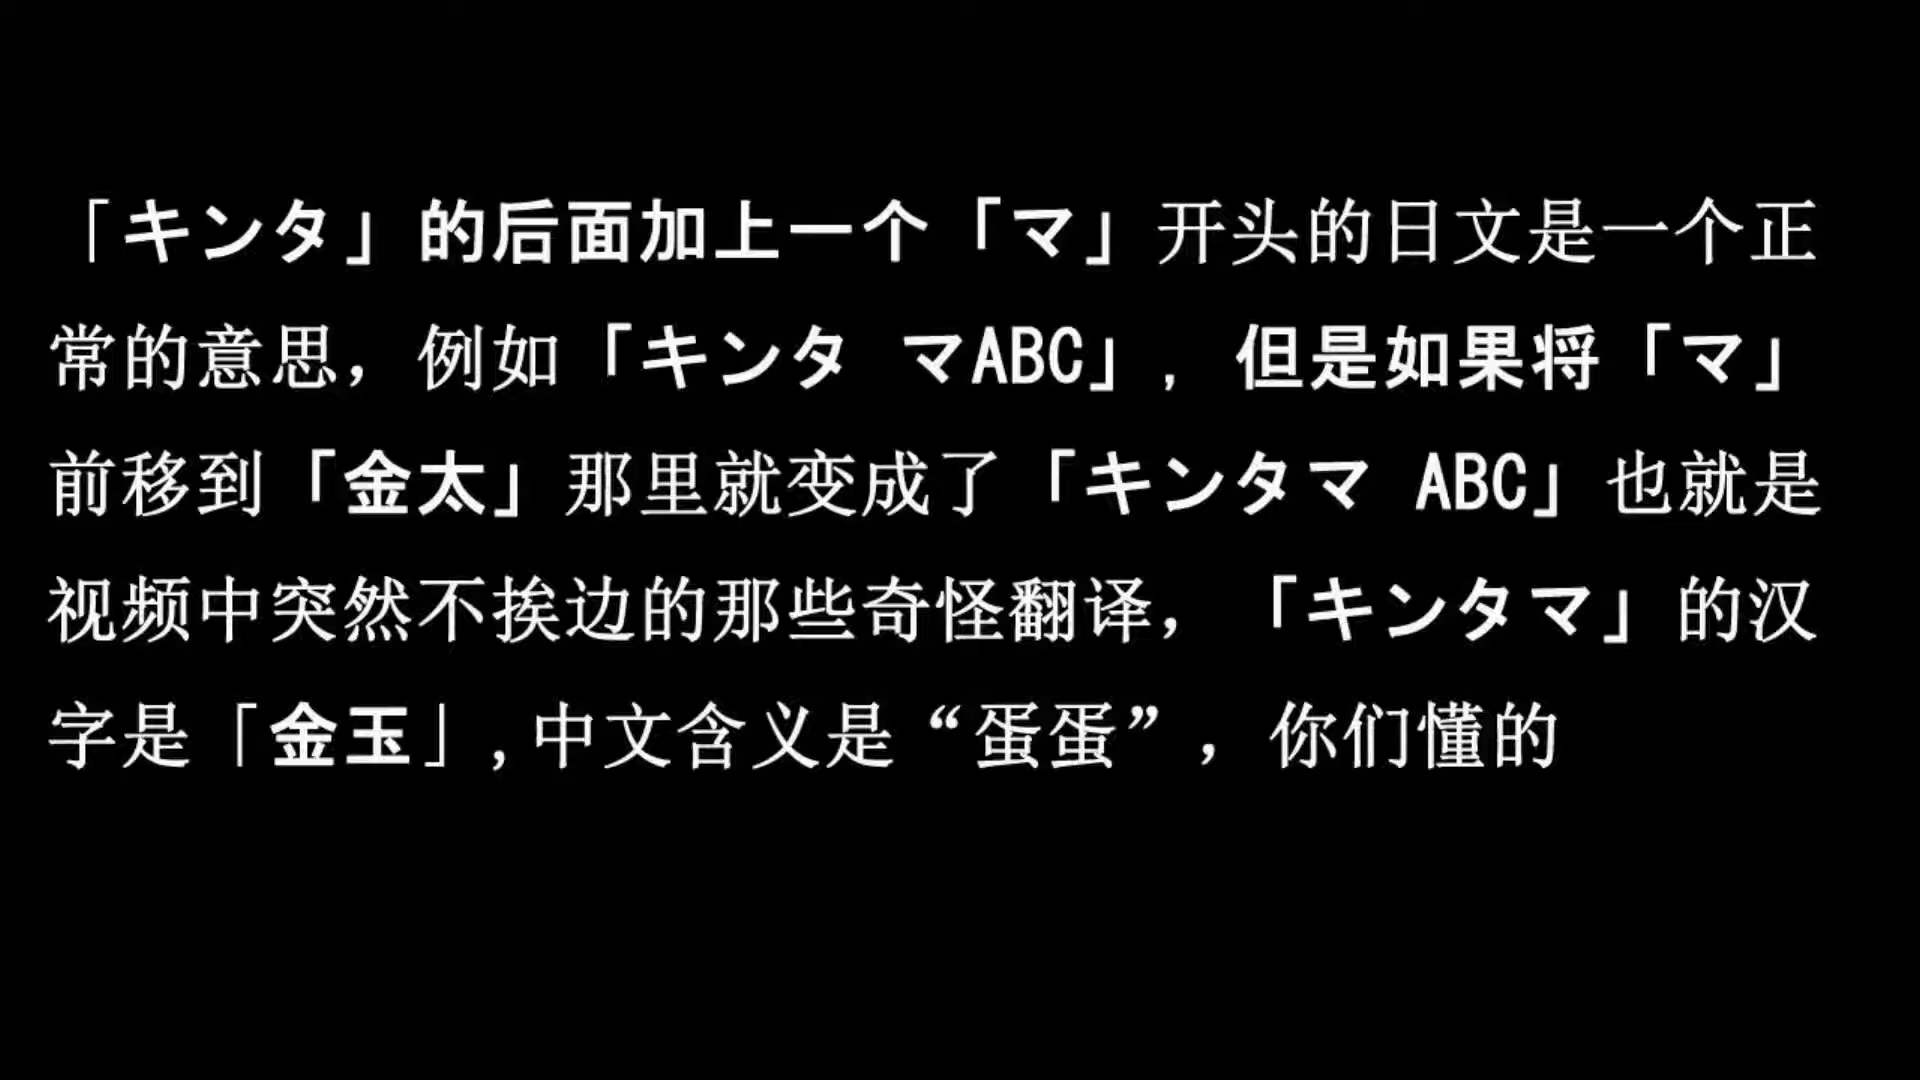 「キンタ」的后面加上一个「マ」开头的日文是一个正
常的意思，例如「キンタ マABC」, 但是如果将「マ」
前移到「金太」那里就变成了「キンタマ ABC」也就是
视频中突然不挨边的那些奇怪翻译，「キンタマ」的汉
字是「金玉」,中文含义是“蛋蛋”，你们懂的